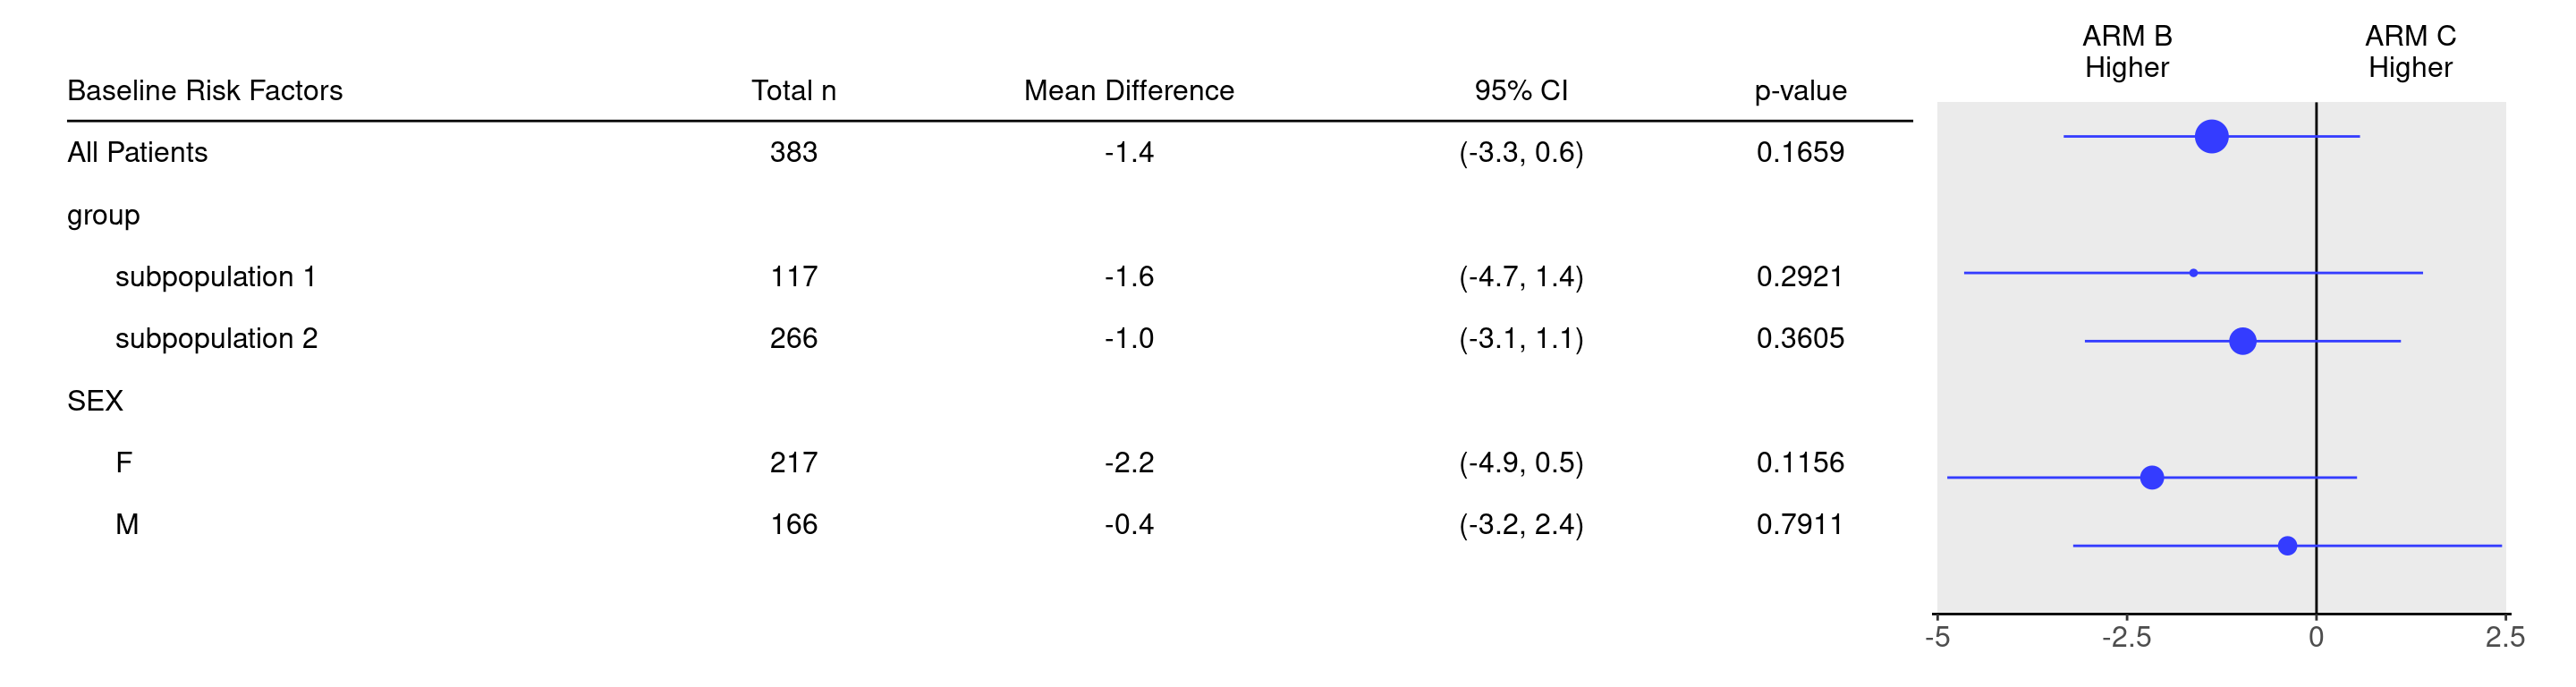 ARM B ARM C
Higher Higher
Baseline Risk Factors Total n Mean Difference 95% CI p-value
All Patients 383 -1.4 (-3.3, 0.6) 0.1659
group
subpopulation 1 117 -1.6 (-4.7, 1.4) 0.2921
subpopulation 2 266 -1.0 (-3.1, 1.1) 0.3605
SEX
F 217 -2.2 (-4.9, 0.5) 0.1156
M 166 -0.4 (-3.2, 2.4) 0.7911
-5 -2.5 0 2.5